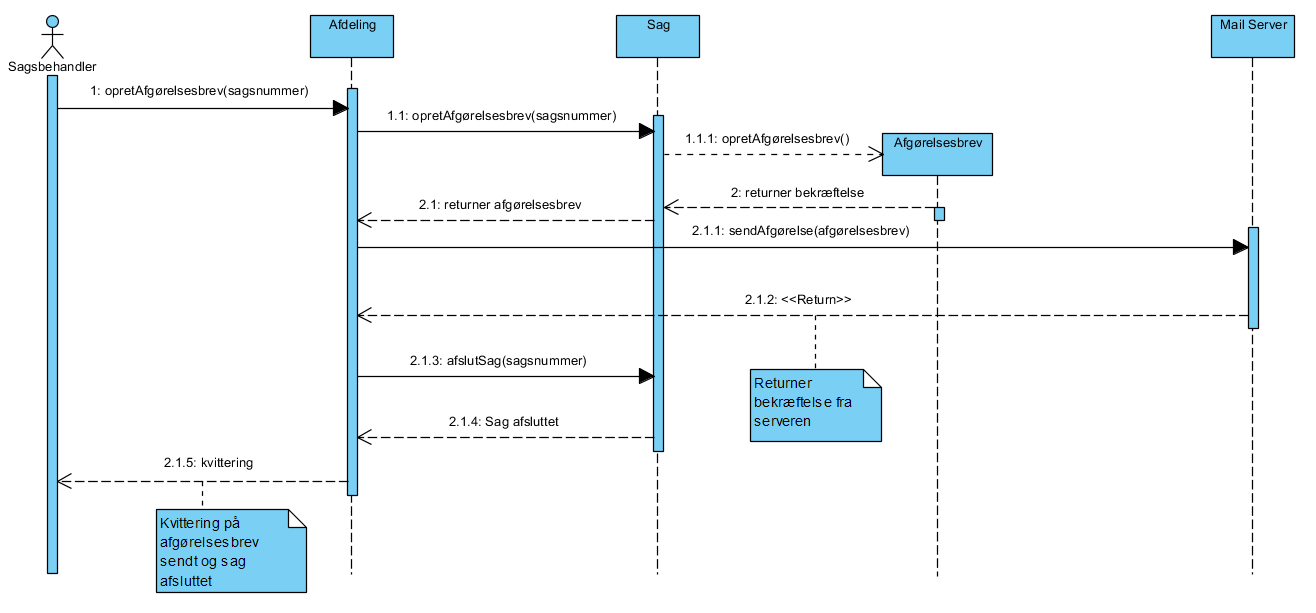 Afdeling
Sag
Mail Server
Sagsbehandler
1: opretAfgørelsesbrev(sagsnummer)
1.1: opretAfgørelsesbrev(sagsnummer)
1.1.1: opretAfgørelsesbrev()
Afgørelsesbrev
2: returner bekræftelse
2.1: returner afgørelsesbrev
2.1.1: sendAfgørelse(afgørelsesbrev)
2.1.2: <<Return>>
2.1.3: afslutSag(sagsnummer)
Returner
bekræftelse fra
serveren
2.1.4: Sag afsluttet
2.1.5: kvittering
Kvittering på
afgørelsesbrev
sendt og sag
afsluttet